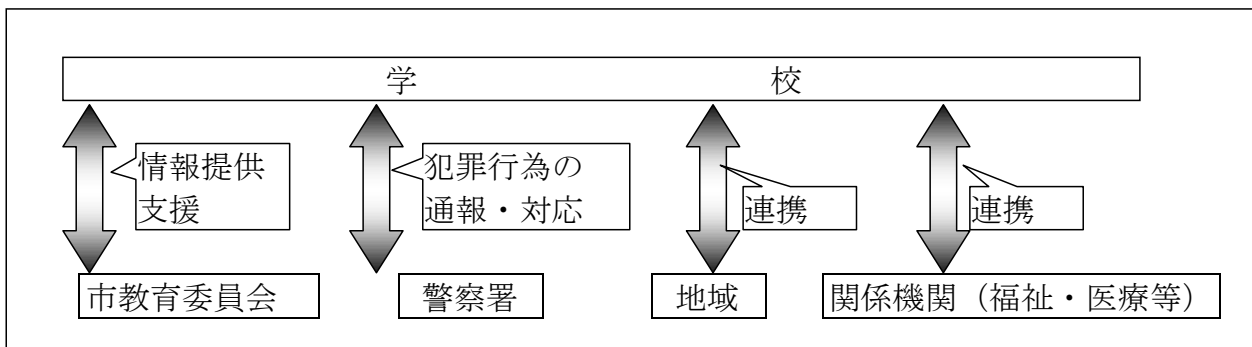 学校
情報提供
支援
犯罪行為の
通報・対応
連携
連携
市教育委員会
警察署
地域
関係機関(福祉・医療等)